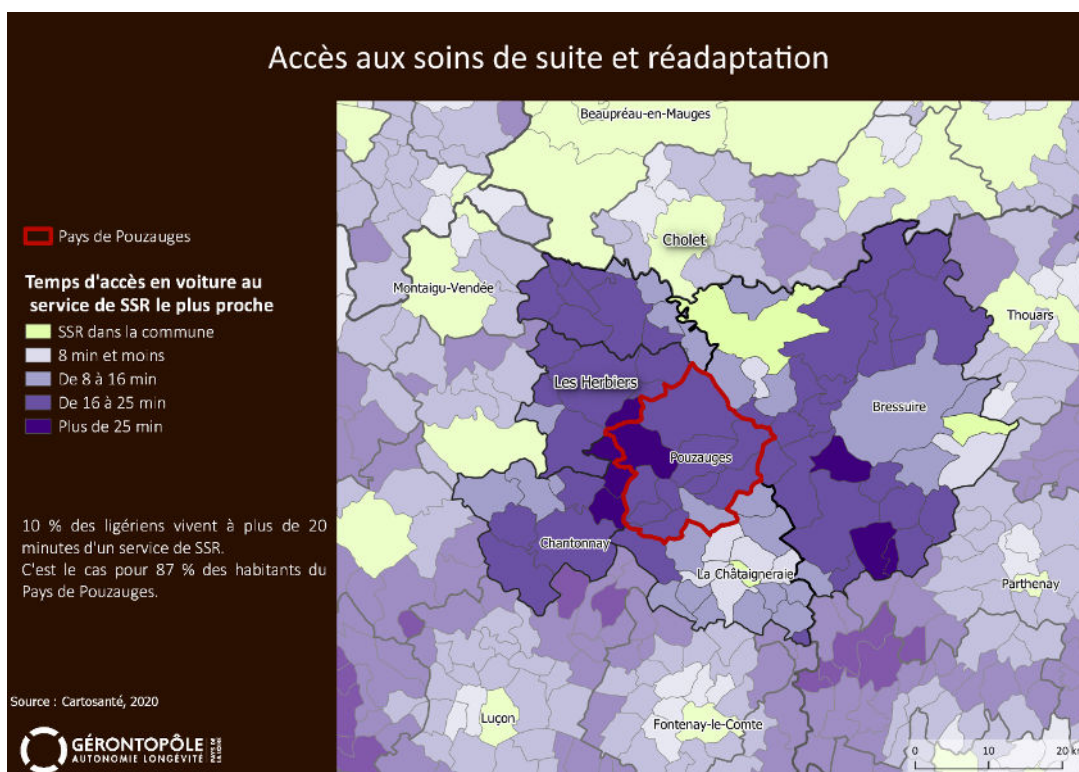 Accès aux soins de suite et réadaptation
Beaupréau-en-Mauges
Cholet
Montaigu-Vendée
Thouars
Les Herbiers
Bressuire
Pouzauges
Chantonnay
La Châtaigneraie
Parthenay
Luçon
Fontenay-le-Comte
0 10 20 km
Pays de Pouzauges
Temps d'accès en voiture au
service de SSR le plus proche
SSR dans la commune
8 min et moins
De 8 à 16 min
De 16 à 25 min
Plus de 25 min
10 % des ligériens vivent à plus de 20
minutes d'un service de SSR.
C'est le cas pour 87 % des habitants du
Pays de Pouzauges.
Source : Cartosanté, 2020
GÉRONTOPÔLE
AUTONOMIE LONGÉVITÉ
PAYS DE
LA LOIRE